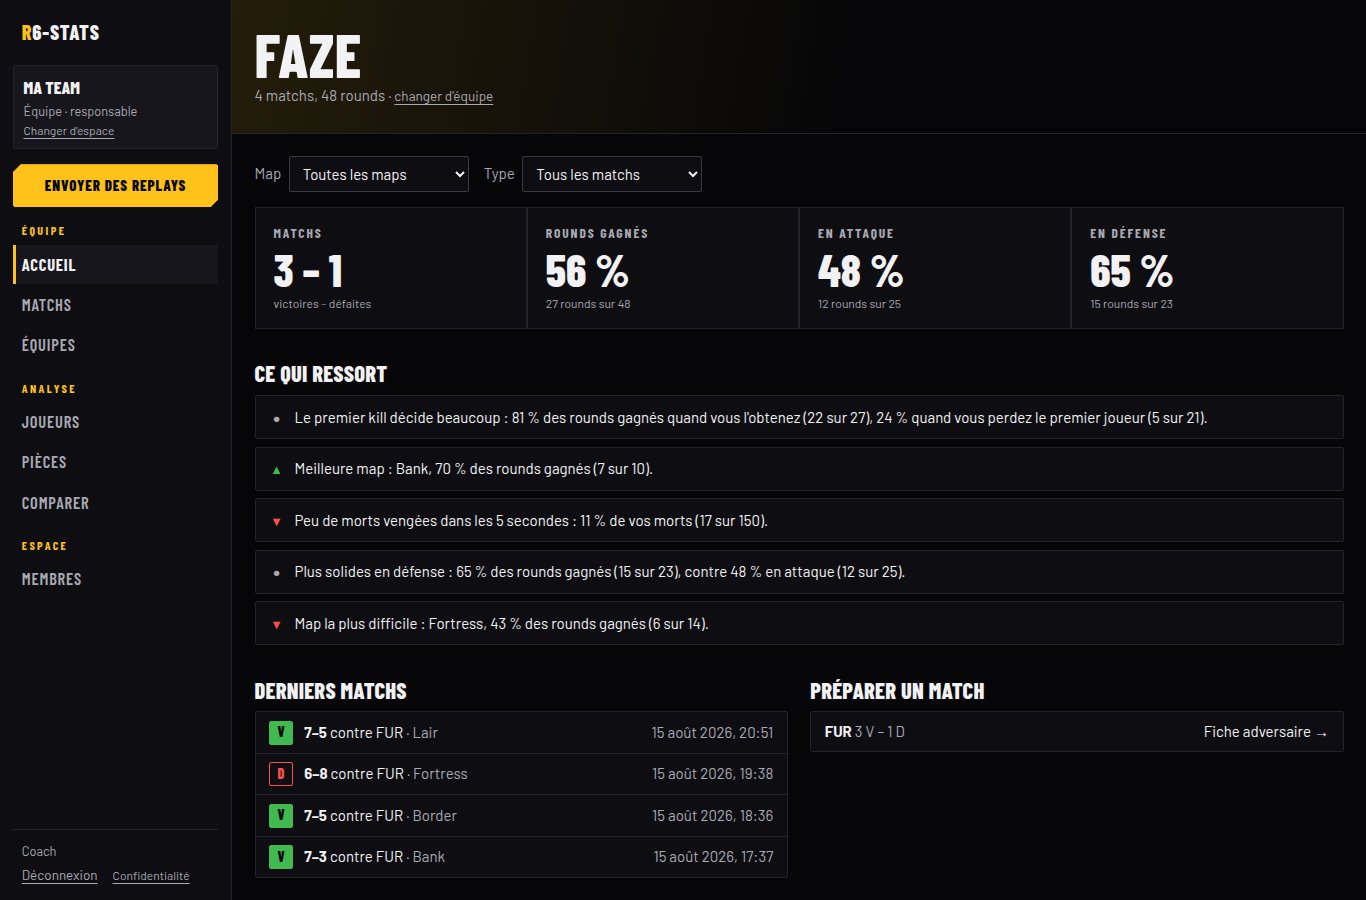 R6-STATS
MA TEAM
Équipe · responsable
Changer d'espace
ENVOYER DES REPLAYS
ÉQUIPE
ACCUEIL
MATCHS
ÉQUIPES
ANALYSE
JOUEURS
PIÈCES
COMPARER
ESPACE
MEMBRES
Coach
Déconnexion Confidentialité
FAZE
4 matchs, 48 rounds · changer d'équipe
Map Toutes les maps Type Tous les matchs
MATCHS
3 – 1
victoires – défaites
ROUNDS GAGNÉS
56 %
27 rounds sur 48
EN ATTAQUE
48 %
12 rounds sur 25
EN DÉFENSE
65 %
15 rounds sur 23
CE QUI RESSORT
● Le premier kill décide beaucoup : 81 % des rounds gagnés quand vous l'obtenez (22 sur 27), 24 % quand vous perdez le premier joueur (5 sur 21).
▲ Meilleure map : Bank, 70 % des rounds gagnés (7 sur 10).
▼ Peu de morts vengées dans les 5 secondes : 11 % de vos morts (17 sur 150).
● Plus solides en défense : 65 % des rounds gagnés (15 sur 23), contre 48 % en attaque (12 sur 25).
▼ Map la plus difficile : Fortress, 43 % des rounds gagnés (6 sur 14).
DERNIERS MATCHS
V 7–5 contre FUR · Lair 15 août 2026, 20:51
D 6–8 contre FUR · Fortress 15 août 2026, 19:38
V 7–5 contre FUR · Border 15 août 2026, 18:36
V 7–3 contre FUR · Bank 15 août 2026, 17:37
PRÉPARER UN MATCH
FUR 3 V – 1 D Fiche adversaire →